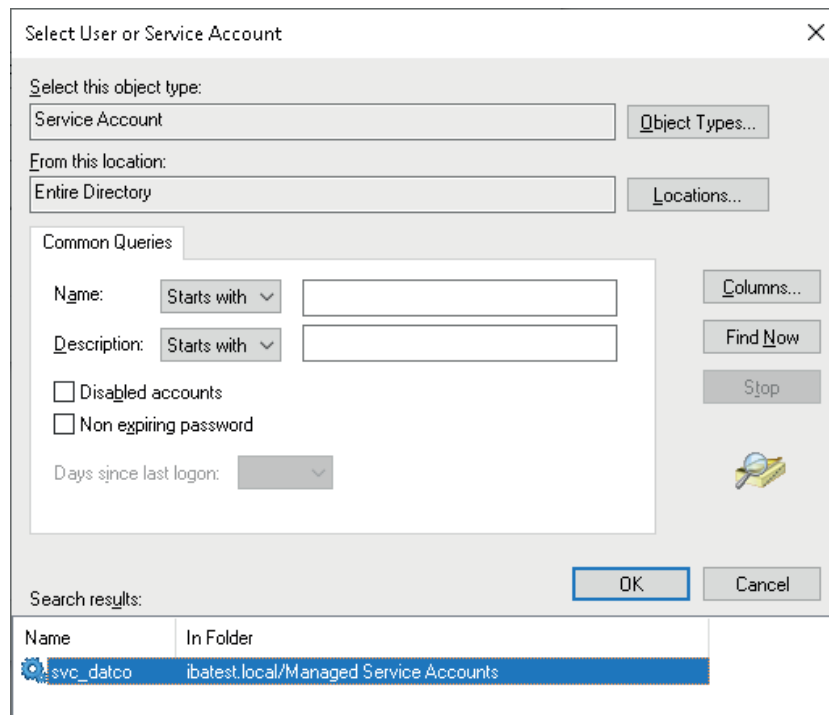 Select User or Service Account
Select this object type:
Service Account
Object Types...
From this location:
Entire Directory
Locations...
Common Queries
Name: Starts with
Description: Starts with
Disabled accounts
Non expiring password
Days since last logon:
Columns...
Find Now
Stop
OK Cancel
Search results:
Name In Folder
svc_datco ibatest.local/Managed Service Accounts